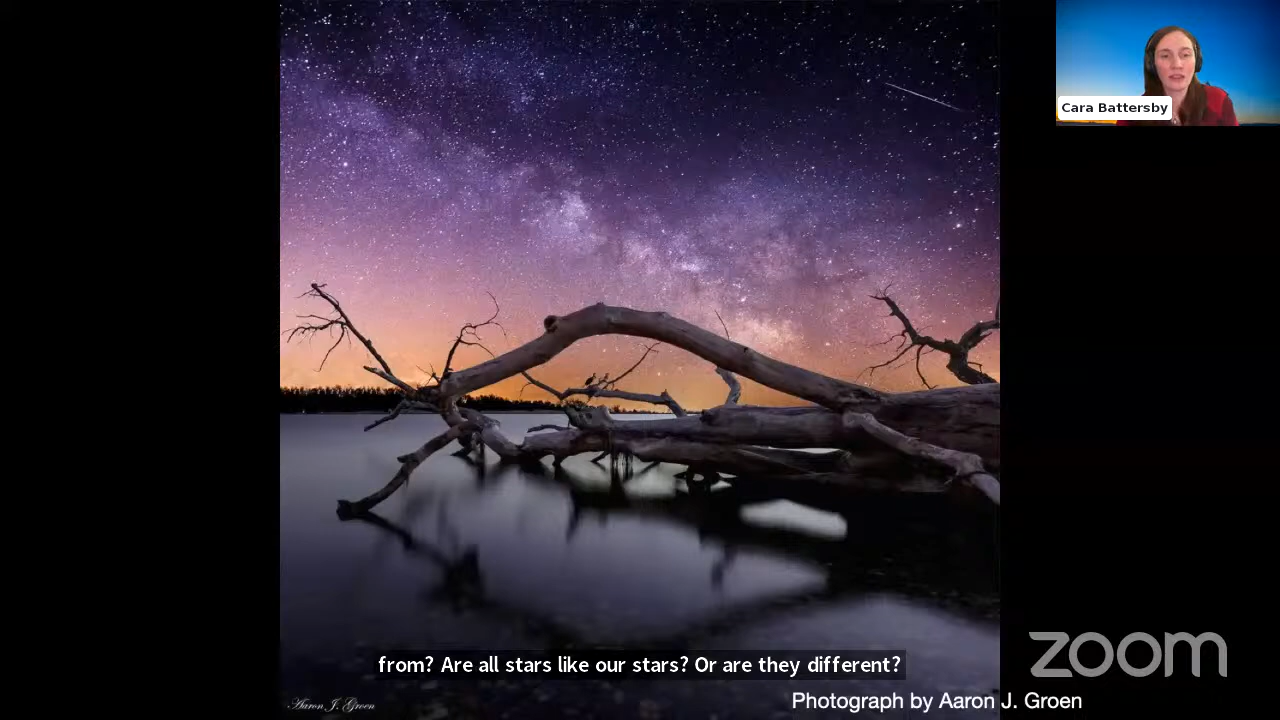 Cara Battersby
from? Are all stars like our stars? Or are they different?
zoom
Photograph by Aaron J. Groen
Aaron J. Groen